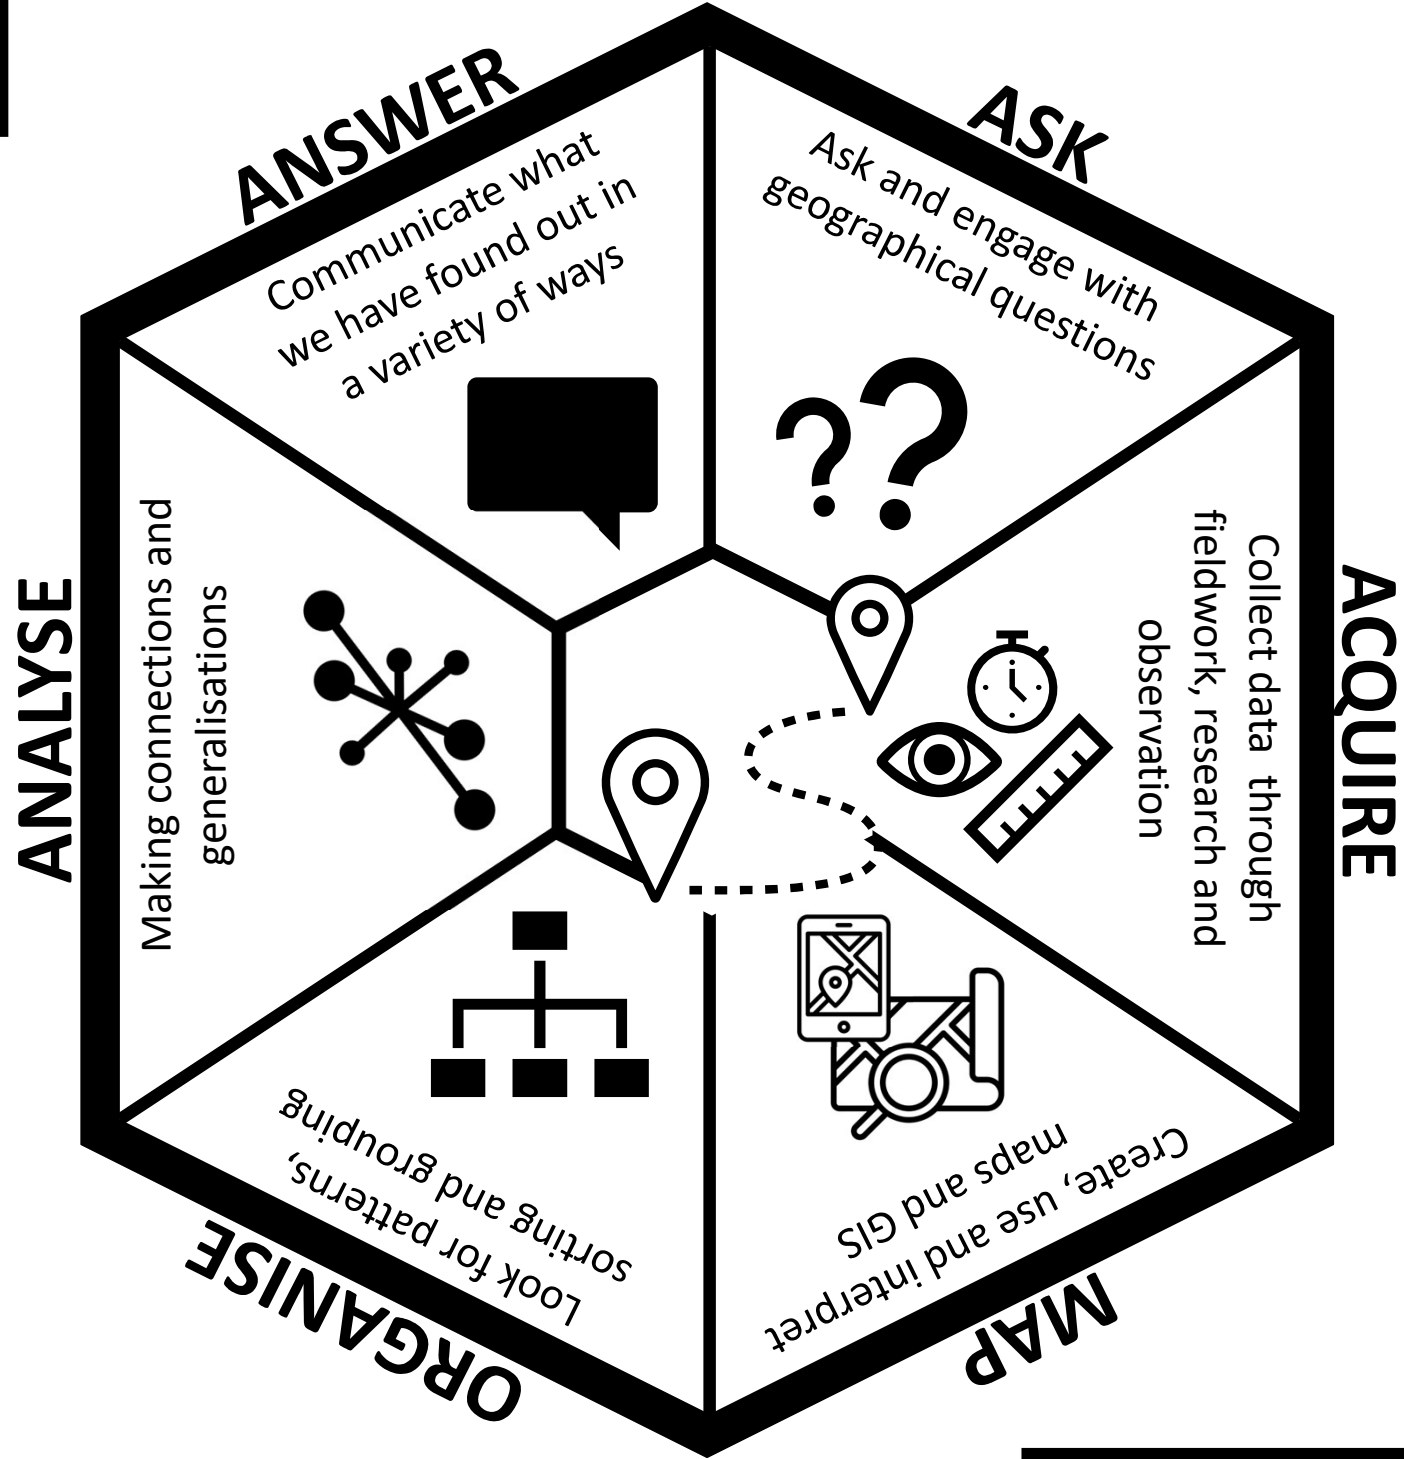 ASK
Ask and engage with
geographical questions
ACQUIRE
Collect data through
fieldwork, research and
observation
MAP
Create, use and interpret
maps and GIS
ORGANISE
Look for patterns,
sorting and grouping
ANALYSE
Making connections and
generalisations
ANSWER
Communicate what
we have found out in
a variety of ways